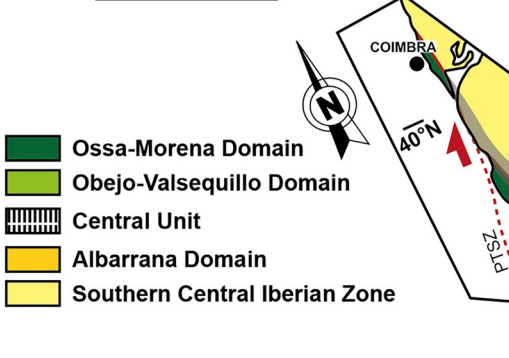 COIMBRA
N
40°N
Ossa-Morena Domain
Obejo-Valsequillo Domain
Central Unit
Albarrana Domain
Southern Central Iberian Zone
PTSZ